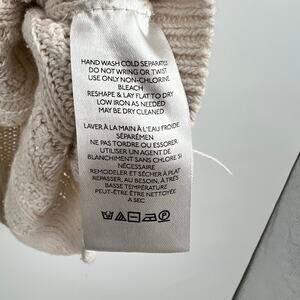 HAND WASH COLD SEPARATELY
DO NOT WRING OR TWIST
USE ONLY NON-CHLORINE
BLEACH
RESHAPE & LAY FLAT TO DRY
LOW IRON AS NEEDED
MAY BE DRY CLEANED
LAVER À LA MAIN À L'EAU FROIDE
SÉPARÉMEN
NE PAS TORDRE OU ESSORER
UTILISER UN AGENT DE
BLANCHIMENT SANS CHLORE SI
NÉCESSAIRE
REMODELER ET SÉCHER À PLAT
REPASSER, AU BESOIN, À TRÈS
BASSE TEMPÉRATURE
PEUT-ÊTRE ÊTRE NETTOYÉE
A SEC